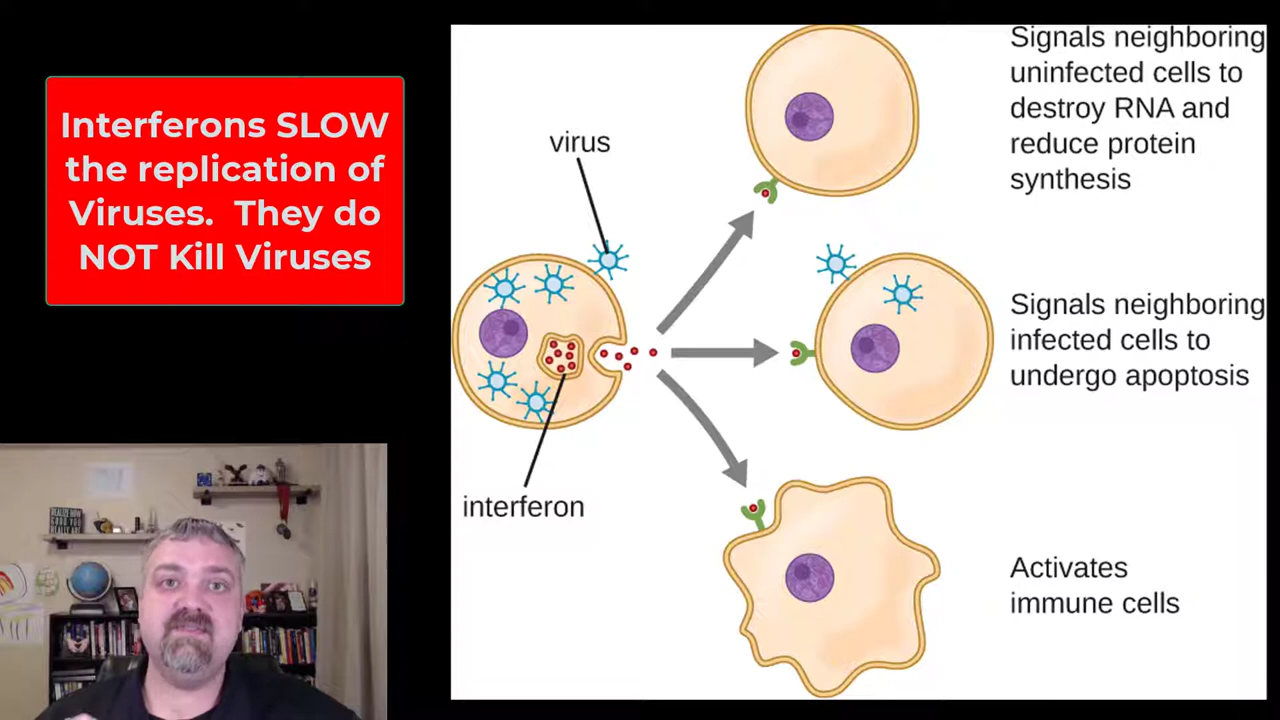 Interferons SLOW
the replication of
Viruses. They do
NOT Kill Viruses
virus
interferon
Signals neighboring
uninfected cells to
destroy RNA and
reduce protein
synthesis
Signals neighboring
infected cells to
undergo apoptosis
Activates
immune cells